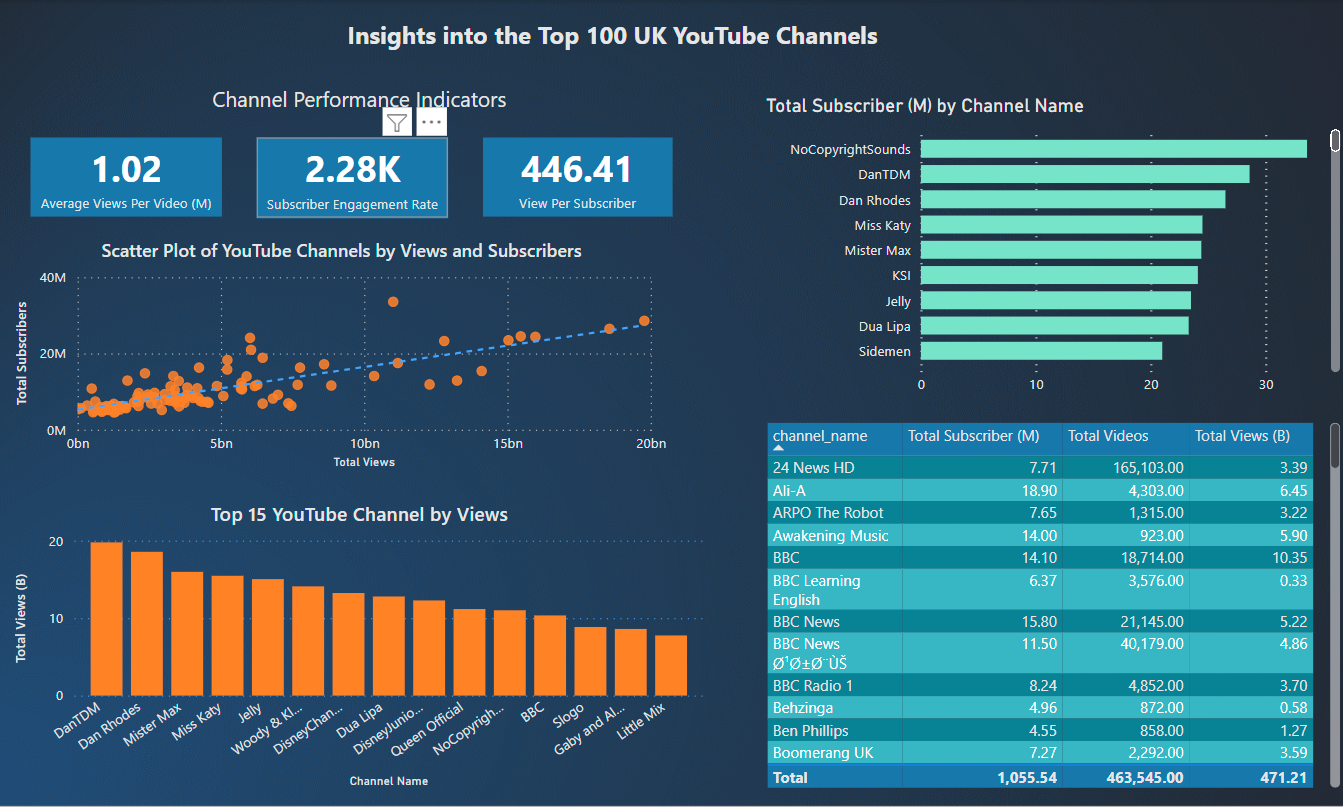 Insights into the Top 100 UK YouTube Channels
Channel Performance Indicators
1.02
Average Views Per Video (M)
2.28K
Subscriber Engagement Rate
446.41
View Per Subscriber
Scatter Plot of YouTube Channels by Views and Subscribers
Total Subscribers
40M
20M
0M
0bn 5bn 10bn 15bn 20bn
Total Views
Top 15 YouTube Channel by Views
Total Views (B)
20
10
0
DanTDM
Dan Rhodes
Mister Max
Miss Katy
Jelly
Woody & Kl...
DisneyChan...
Dua Lipa
DisneyJunio...
Queen Official
NoCopyrigh...
BBC
Slogo
Gaby and Al...
Little Mix
Channel Name
Total Subscriber (M) by Channel Name
NoCopyrightSounds
DanTDM
Dan Rhodes
Miss Katy
Mister Max
KSI
Jelly
Dua Lipa
Sidemen
0 10 20 30
channel_name Total Subscriber (M) Total Videos Total Views (B)
24 News HD 7.71 165,103.00 3.39
Ali-A 18.90 4,303.00 6.45
ARPO The Robot 7.65 1,315.00 3.22
Awakening Music 14.00 923.00 5.90
BBC 14.10 18,714.00 10.35
BBC Learning 6.37 3,576.00 0.33
English
BBC News 15.80 21,145.00 5.22
BBC News 11.50 40,179.00 4.86
Ø¹Ø±Ø¨ÙŠ
BBC Radio 1 8.24 4,852.00 3.70
Behzinga 4.96 872.00 0.58
Ben Phillips 4.55 858.00 1.27
Boomerang UK 7.27 2,292.00 3.59
Total 1,055.54 463,545.00 471.21